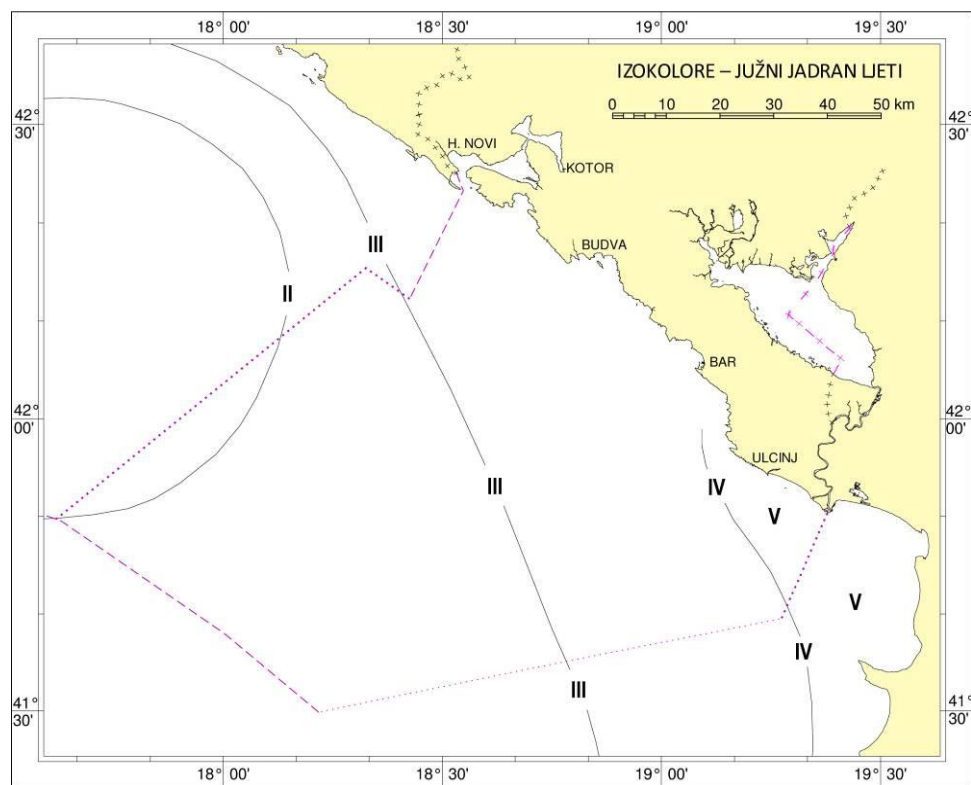 18° 00' 18° 30' 19° 00' 19° 30'
IZOKOLORE – JUŽNI JADRAN LJETI
0 10 20 30 40 50 km
42° 30' 42° 30'
H. NOVI
KOTOR
III
BUDVA
II
BAR
42° 00' 42° 00'
ULCINJ
III IV
V
V
IV
III
41° 30' 41° 30'
18° 00' 18° 30' 19° 00' 19° 30'